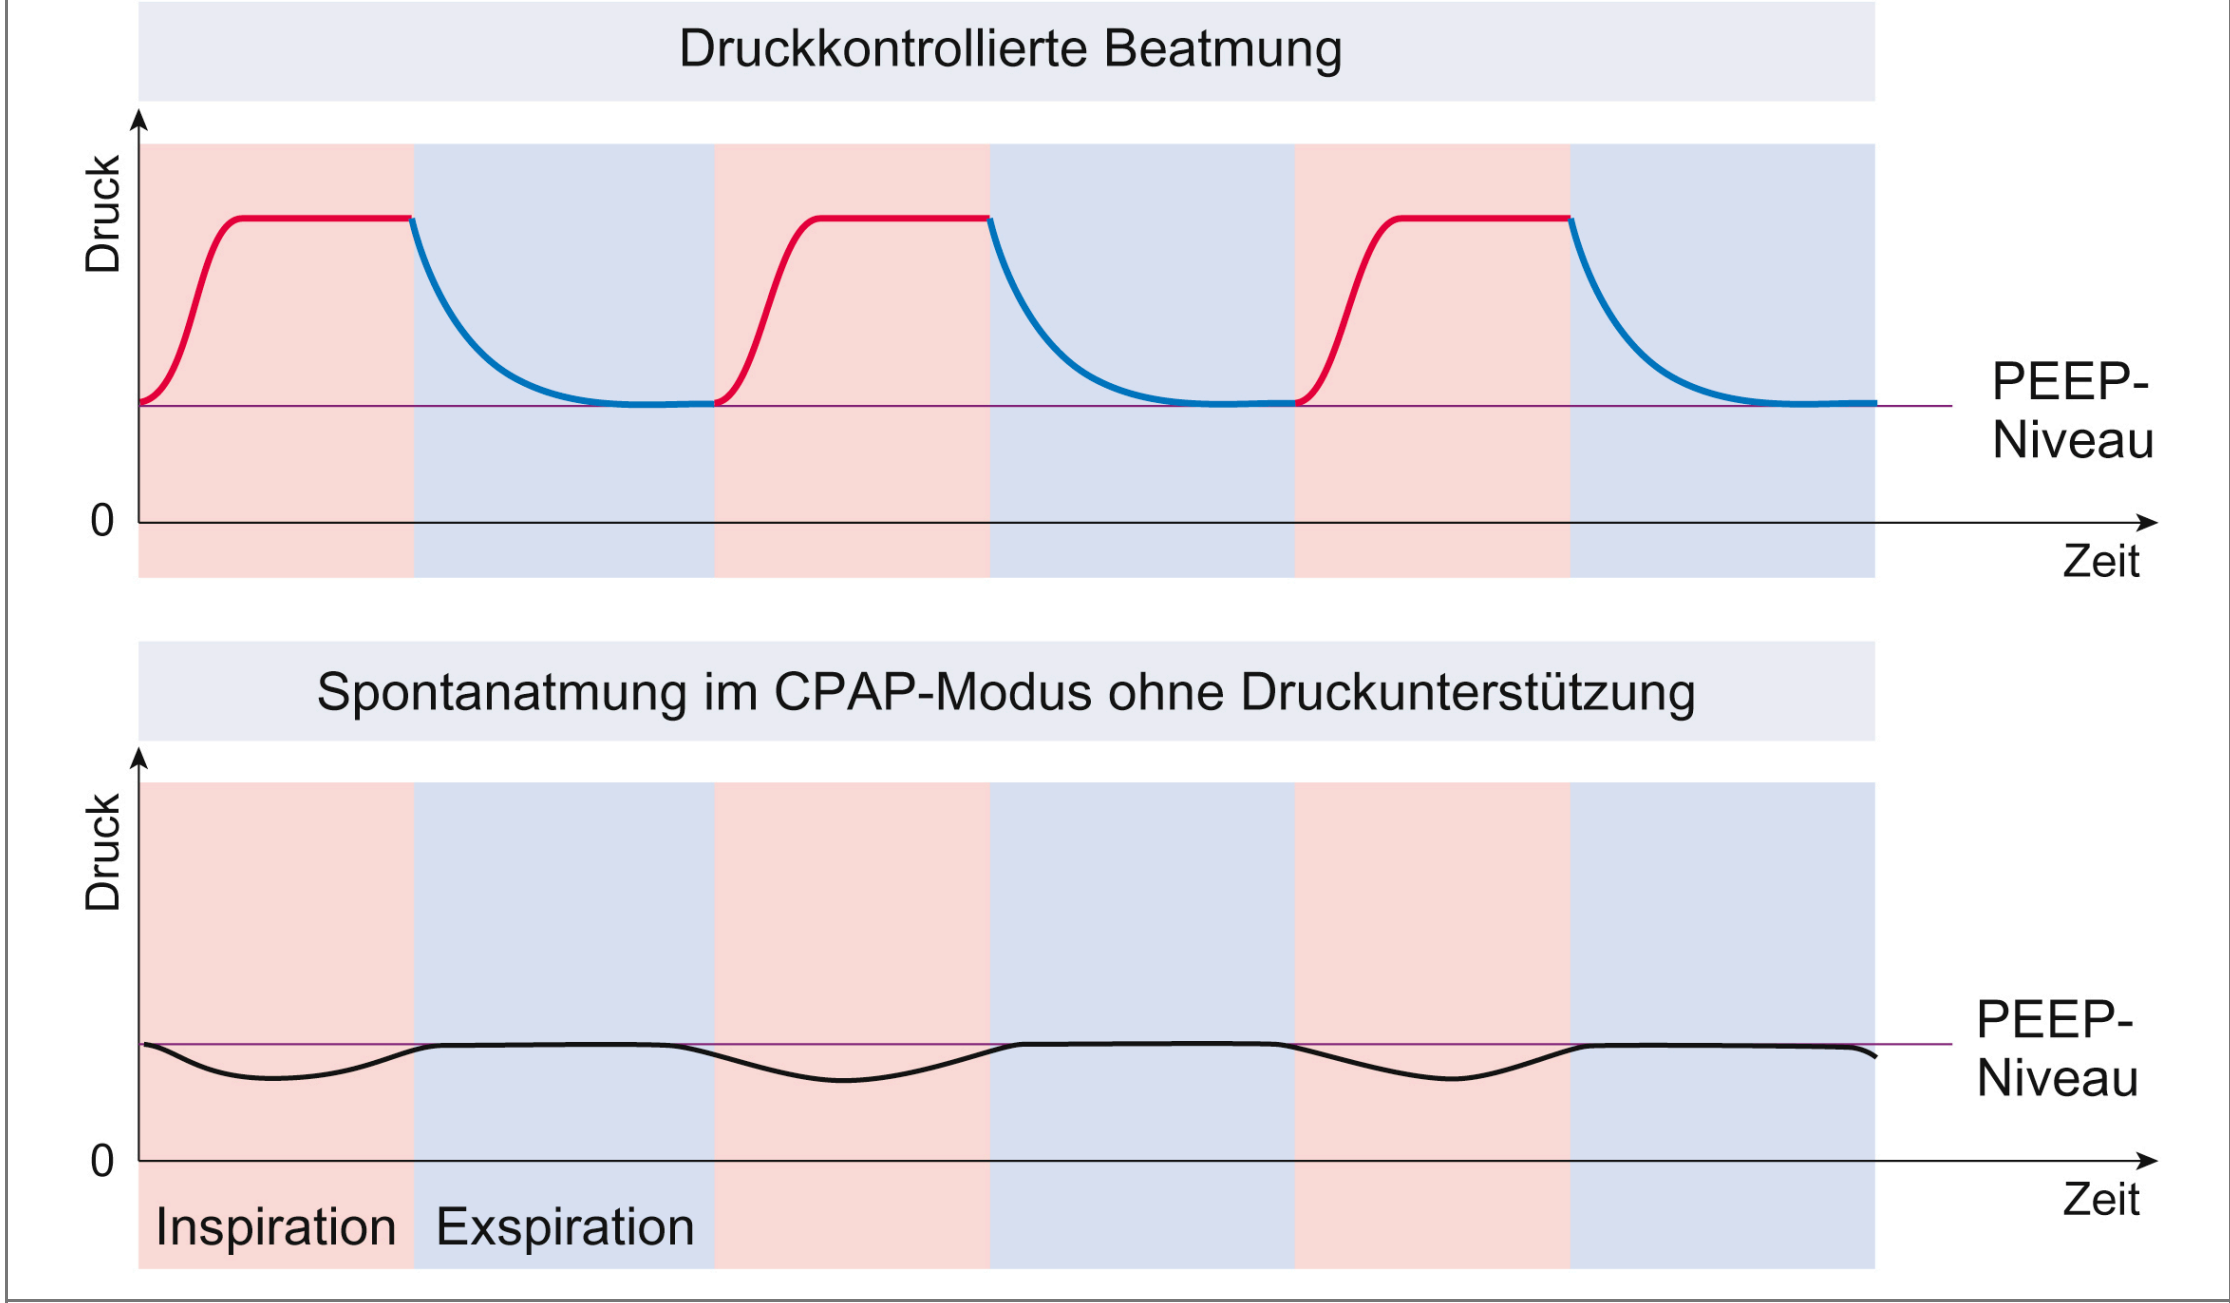 Druckkontrollierte Beatmung
Druck
PEEP-
Niveau
0
Zeit
Spontanatmung im CPAP-Modus ohne Druckunterstützung
Druck
PEEP-
Niveau
0
Zeit
Inspiration Exspiration